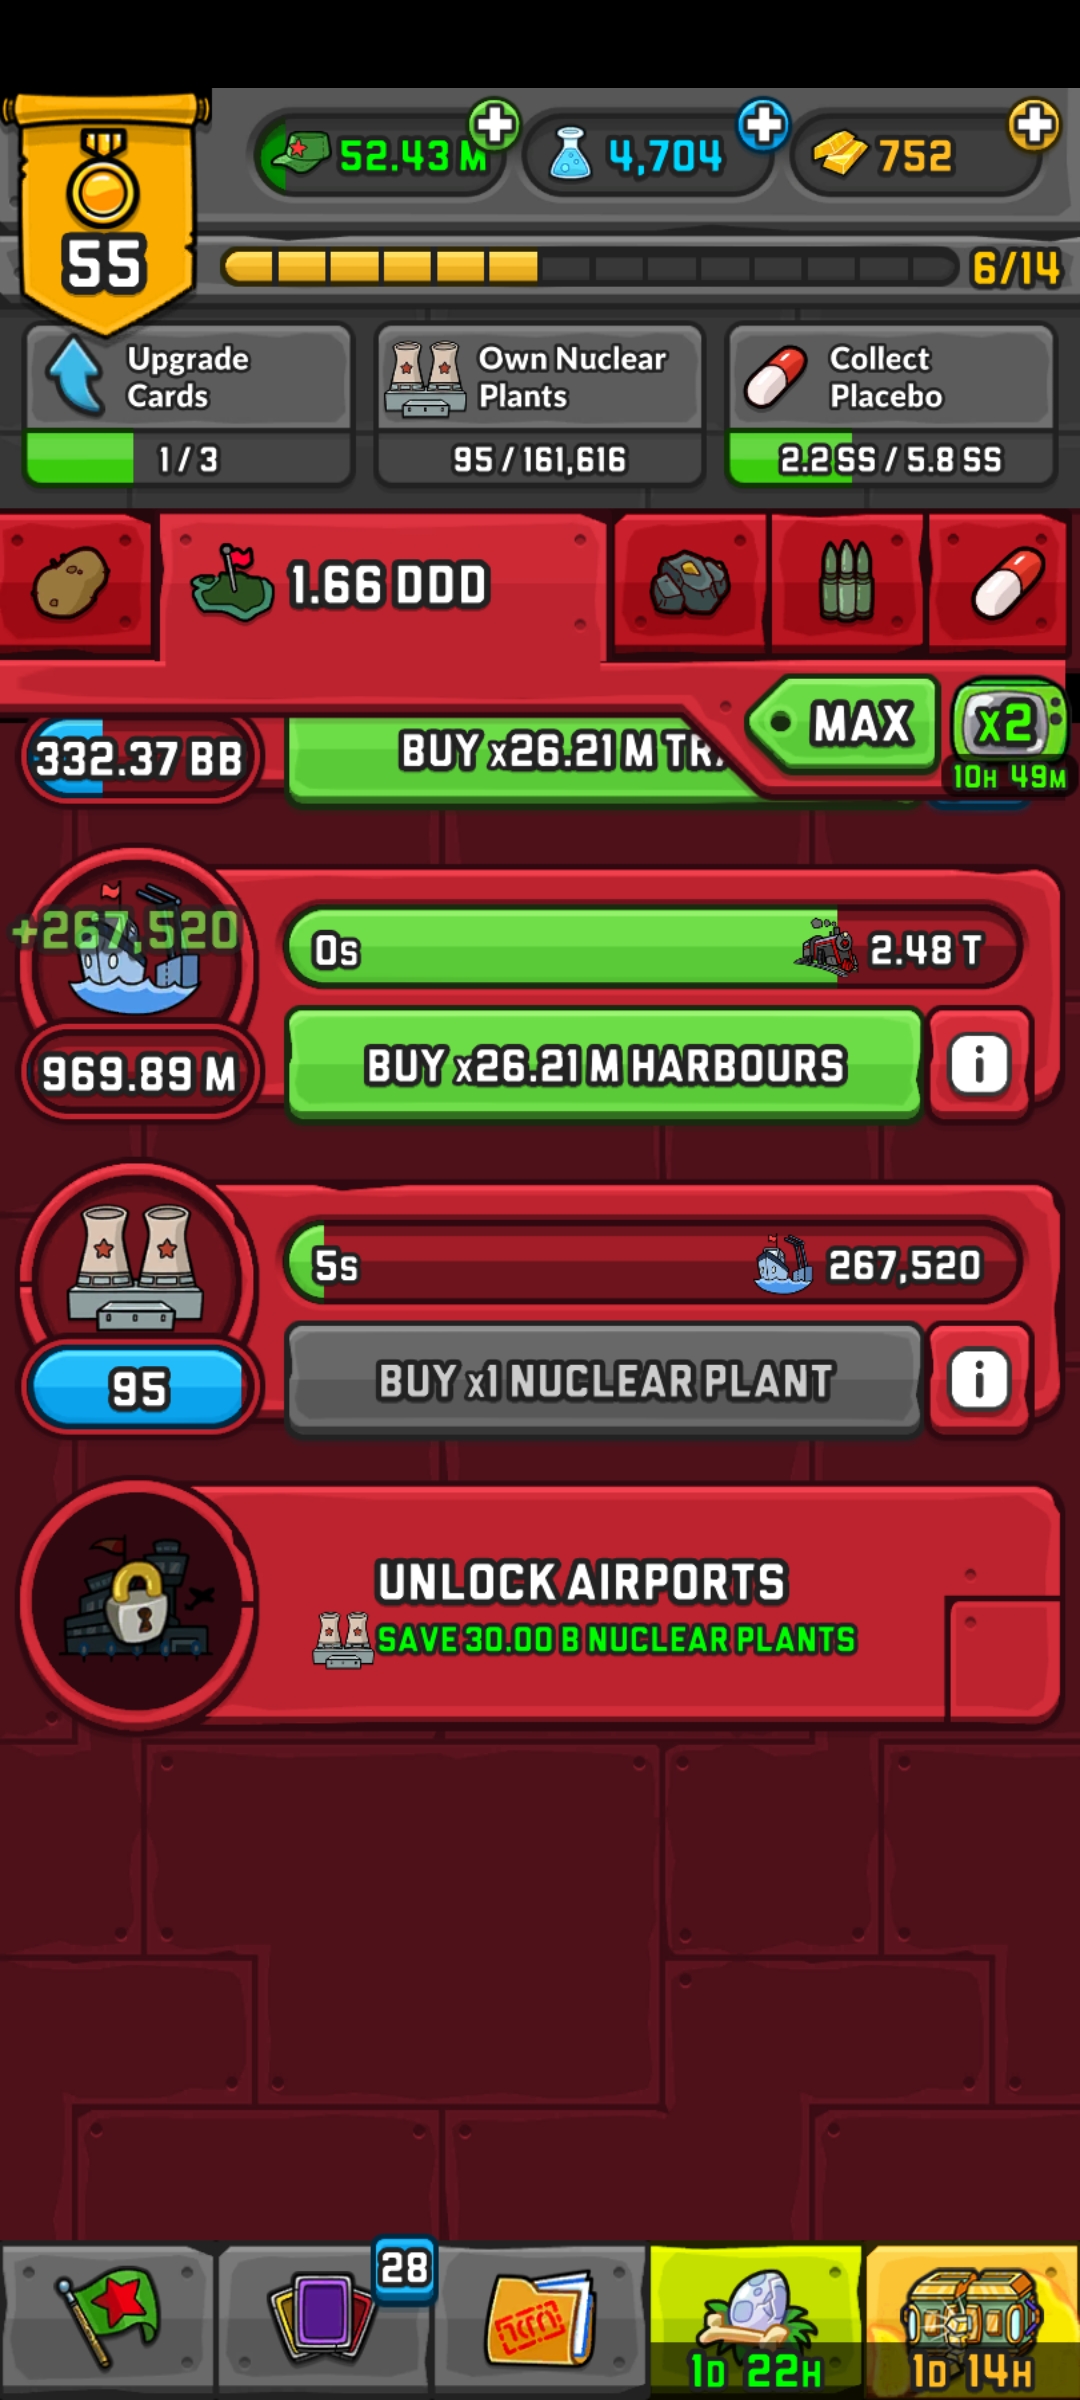 52.43 M
4,704
752
55
6/14
Upgrade
Cards
1 / 3
Own Nuclear
Plants
95 / 161,616
Collect
Placebo
2.2 SS / 5.8 SS
1.66 DDD
MAX
x2
10H 49M
332.37 BB
BUY x26.21 M
+267,520
0s
2.48 T
969.89 M
BUY x26.21 M HARBOURS
i
5s
267,520
95
BUY x1 NUCLEAR PLANT
i
UNLOCK AIRPORTS
SAVE 30.00 B NUCLEAR PLANTS
28
1D 22H
1D 14H